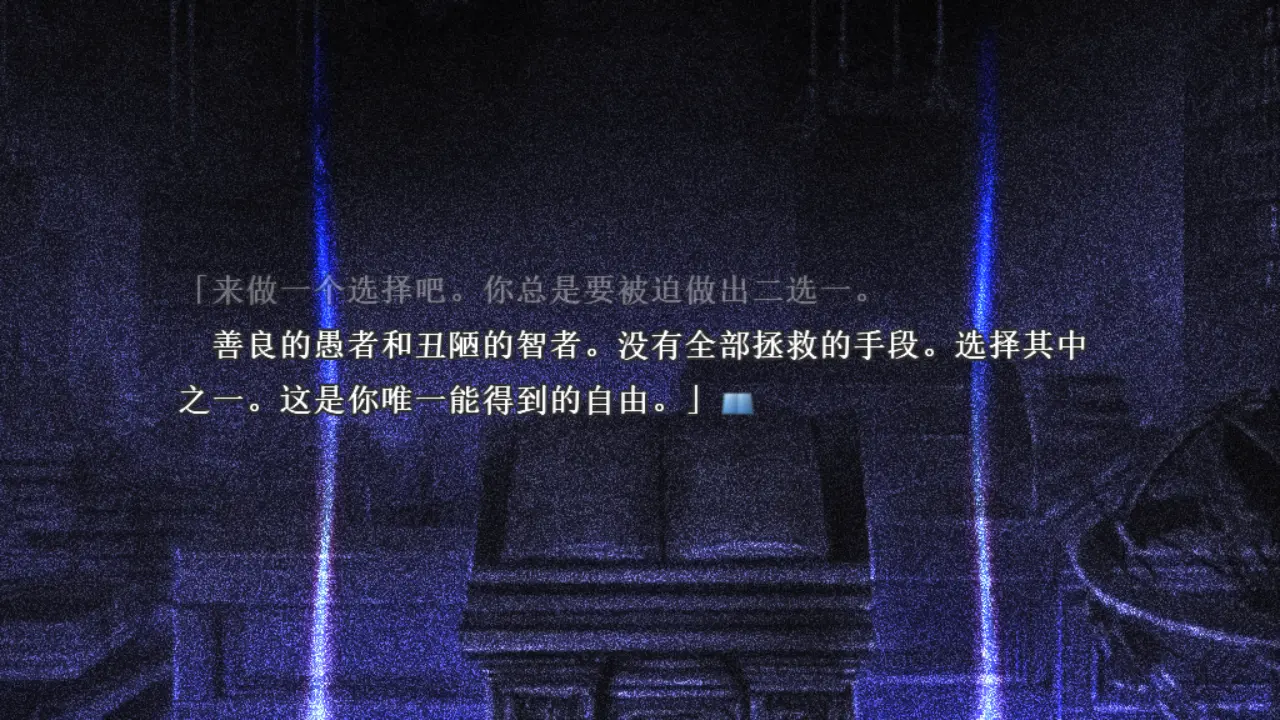 「来做一个选择吧。你总是要被迫做出二选一。
善良的愚者和丑陋的智者。没有全部拯救的手段。选择其中
之一。这是你唯一能得到的自由。」